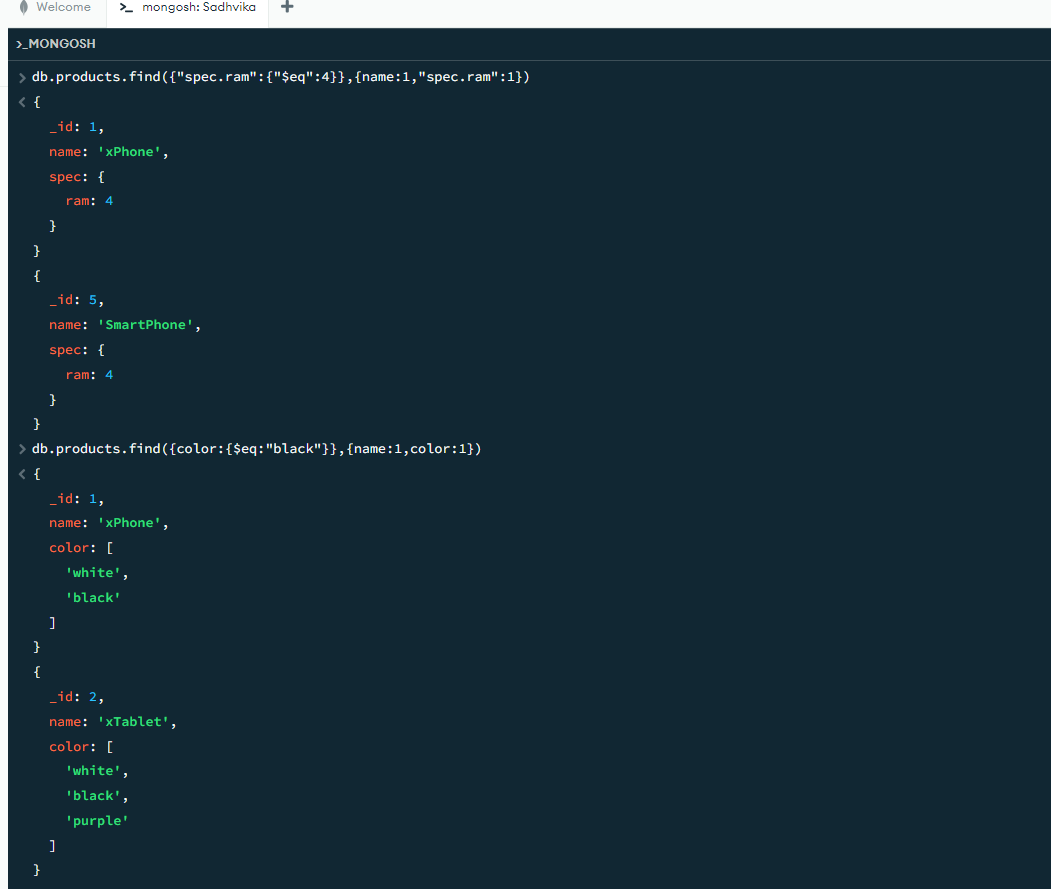 Welcome
>_ mongosh: Sadhvika +
>_MONGOSH
> db.products.find({"spec.ram":{"$eq":4}},{name:1,"spec.ram":1})
< {
_id: 1,
name: 'xPhone',
spec: {
ram: 4
}
}
{
_id: 5,
name: 'SmartPhone',
spec: {
ram: 4
}
}
> db.products.find({color:{$eq:"black"}},{name:1,color:1})
< {
_id: 1,
name: 'xPhone',
color: [
'white',
'black'
]
}
{
_id: 2,
name: 'xTablet',
color: [
'white',
'black',
'purple'
]
}